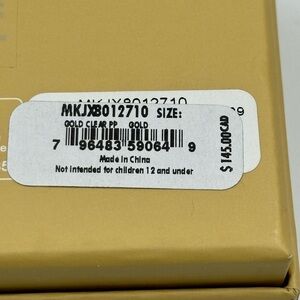 MKJX8012710
MKJX8012710 SIZE:
GOLD CLEAR PP GOLD
7 96483 59064 9
Made in China
Not intended for children 12 and under
$145.00CAD